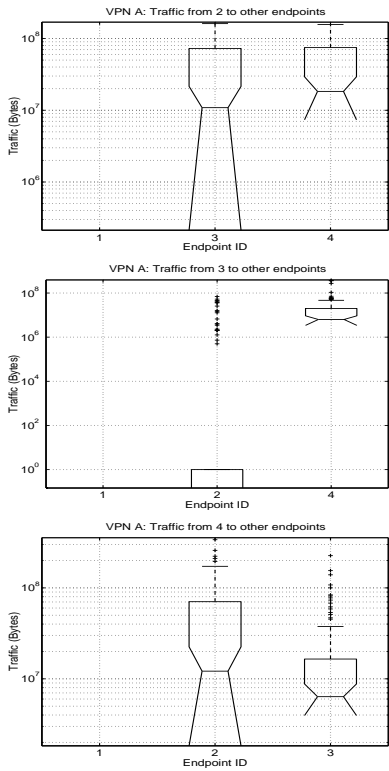 VPN A: Traffic from 2 to other endpoints
10^8
10^7
10^6
Traffic (Bytes)
1 3 4
Endpoint ID
VPN A: Traffic from 3 to other endpoints
10^8
10^6
10^4
10^2
10^0
Traffic (Bytes)
1 2 4
Endpoint ID
VPN A: Traffic from 4 to other endpoints
10^8
10^7
Traffic (Bytes)
1 2 3
Endpoint ID